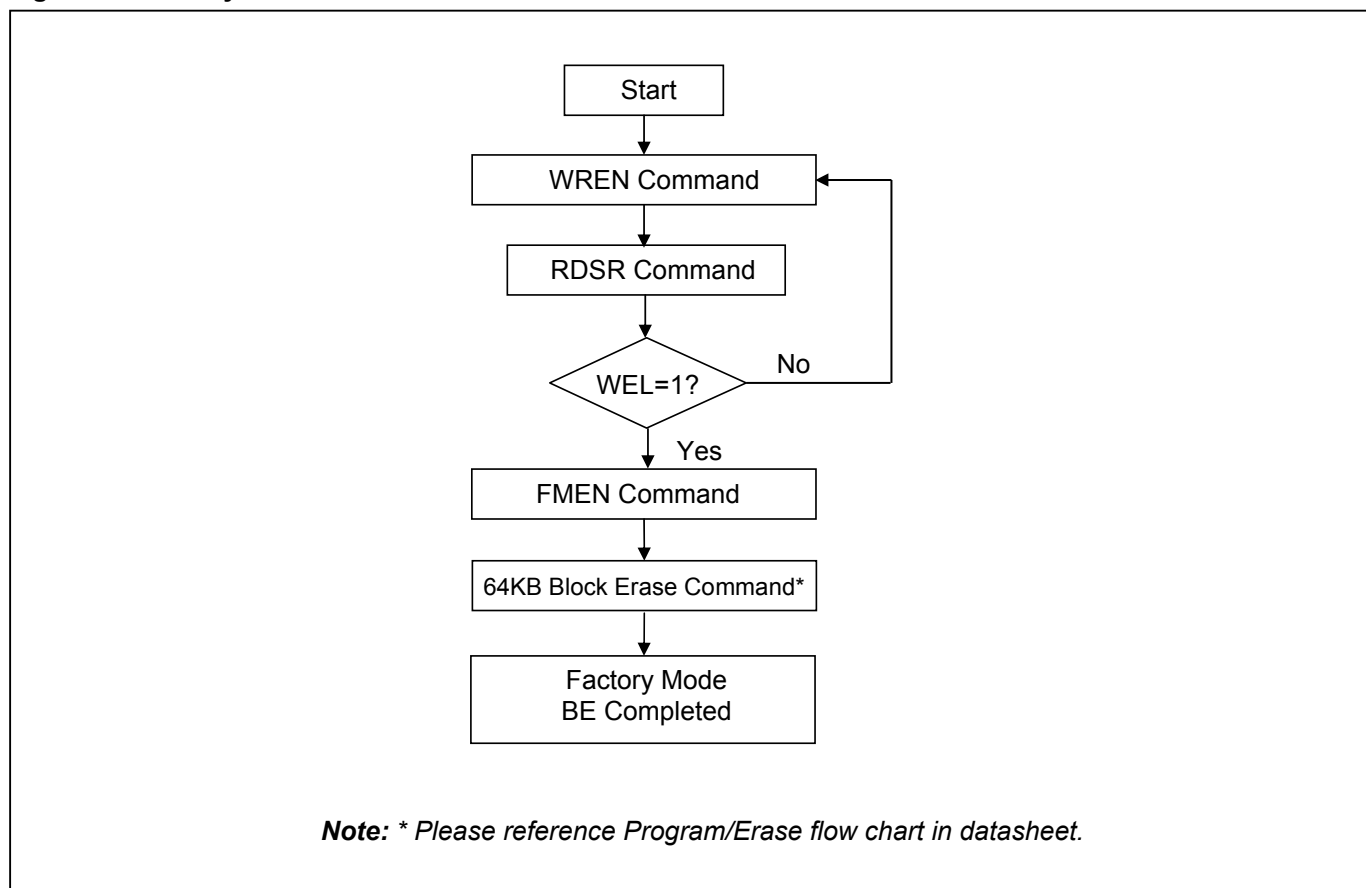 Start
WREN Command
RDSR Command
WEL=1?
No
Yes
FMEN Command
64KB Block Erase Command*
Factory Mode
BE Completed
Note: * Please reference Program/Erase flow chart in datasheet.